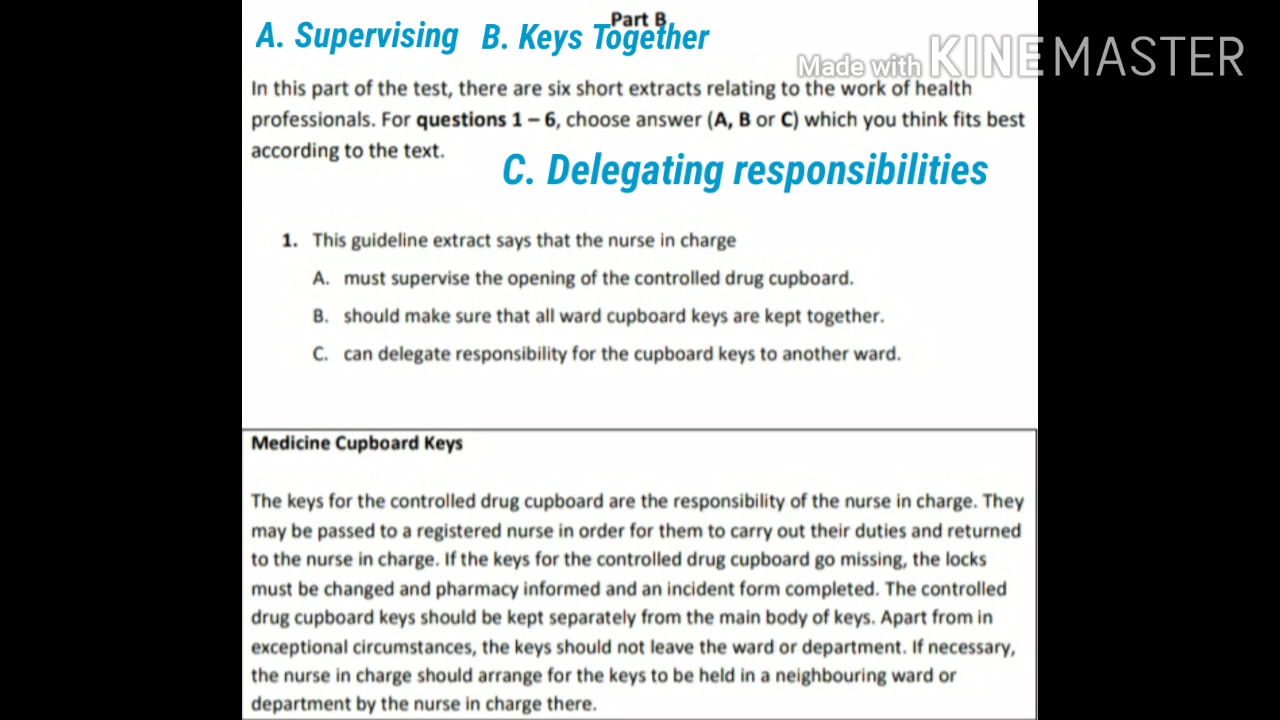 Part B
A. Supervising B. Keys Together
Made with KINEMASTER
In this part of the test, there are six short extracts relating to the work of health
professionals. For questions 1 – 6, choose answer (A, B or C) which you think fits best
according to the text.
C. Delegating responsibilities
1. This guideline extract says that the nurse in charge
A. must supervise the opening of the controlled drug cupboard.
B. should make sure that all ward cupboard keys are kept together.
C. can delegate responsibility for the cupboard keys to another ward.
Medicine Cupboard Keys
The keys for the controlled drug cupboard are the responsibility of the nurse in charge. They
may be passed to a registered nurse in order for them to carry out their duties and returned
to the nurse in charge. If the keys for the controlled drug cupboard go missing, the locks
must be changed and pharmacy informed and an incident form completed. The controlled
drug cupboard keys should be kept separately from the main body of keys. Apart from in
exceptional circumstances, the keys should not leave the ward or department. If necessary,
the nurse in charge should arrange for the keys to be held in a neighbouring ward or
department by the nurse in charge there.